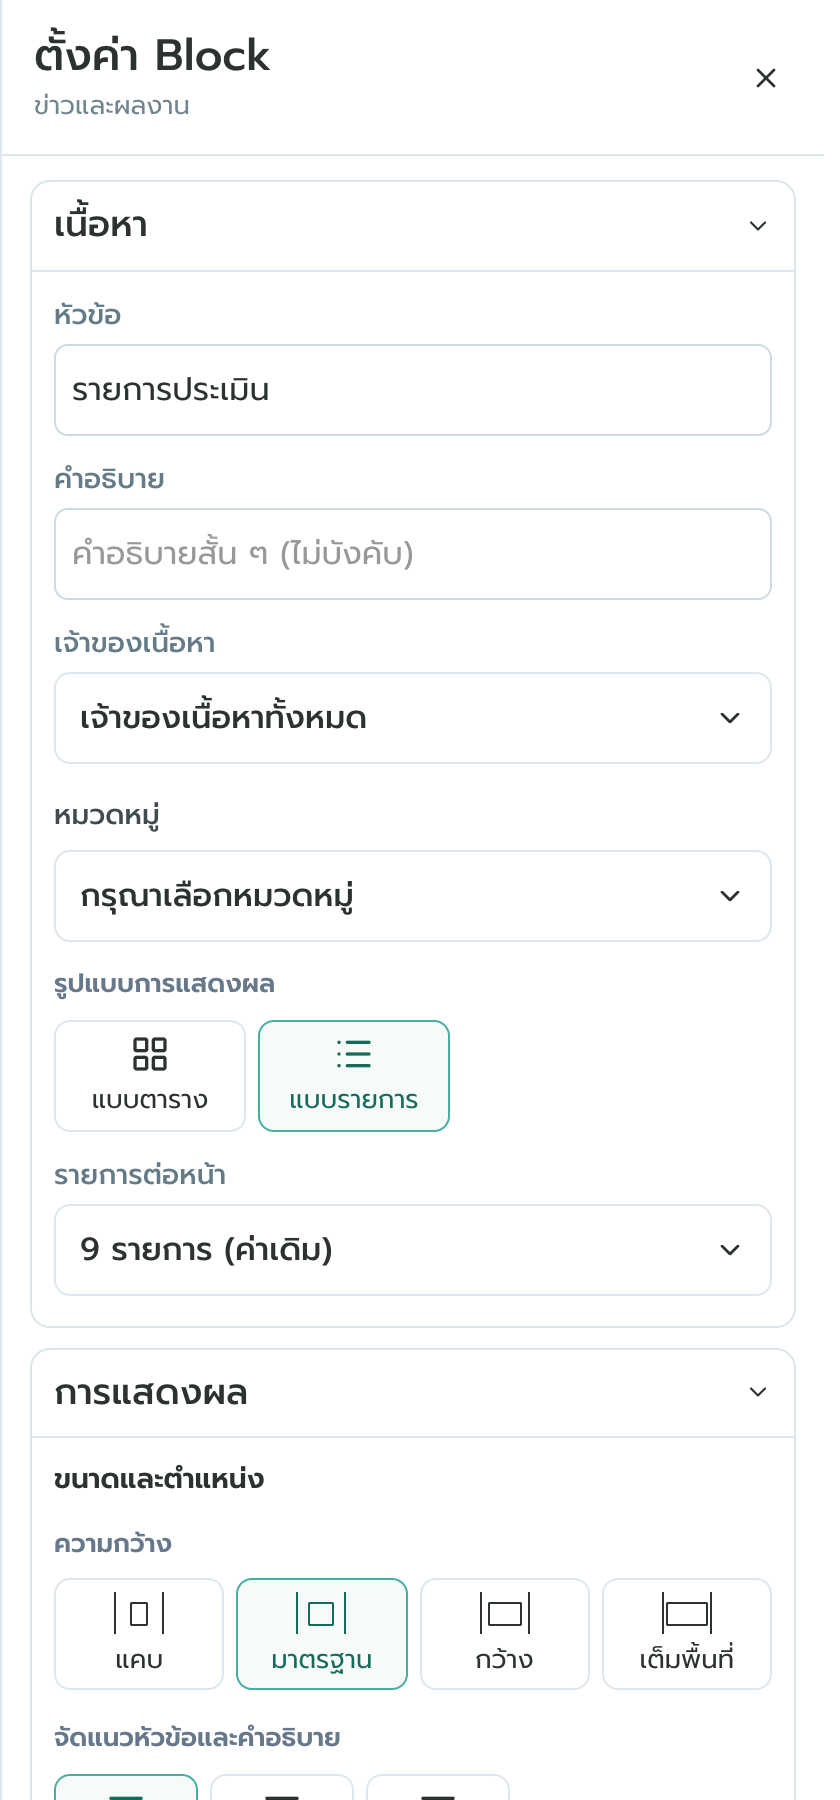 ตั้งค่า Block
ข่าวและผลงาน
เนื้อหา
หัวข้อ
รายการประเมิน
คำอธิบาย
คำอธิบายสั้น ๆ (ไม่บังคับ)
เจ้าของเนื้อหา
เจ้าของเนื้อหาทั้งหมด
หมวดหมู่
กรุณาเลือกหมวดหมู่
รูปแบบการแสดงผล
แบบตาราง แบบรายการ
รายการต่อหน้า
9 รายการ (ค่าเดิม)
การแสดงผล
ขนาดและตำแหน่ง
ความกว้าง
แคบ มาตรฐาน กว้าง เต็มพื้นที่
จัดแนวหัวข้อและคำอธิบาย